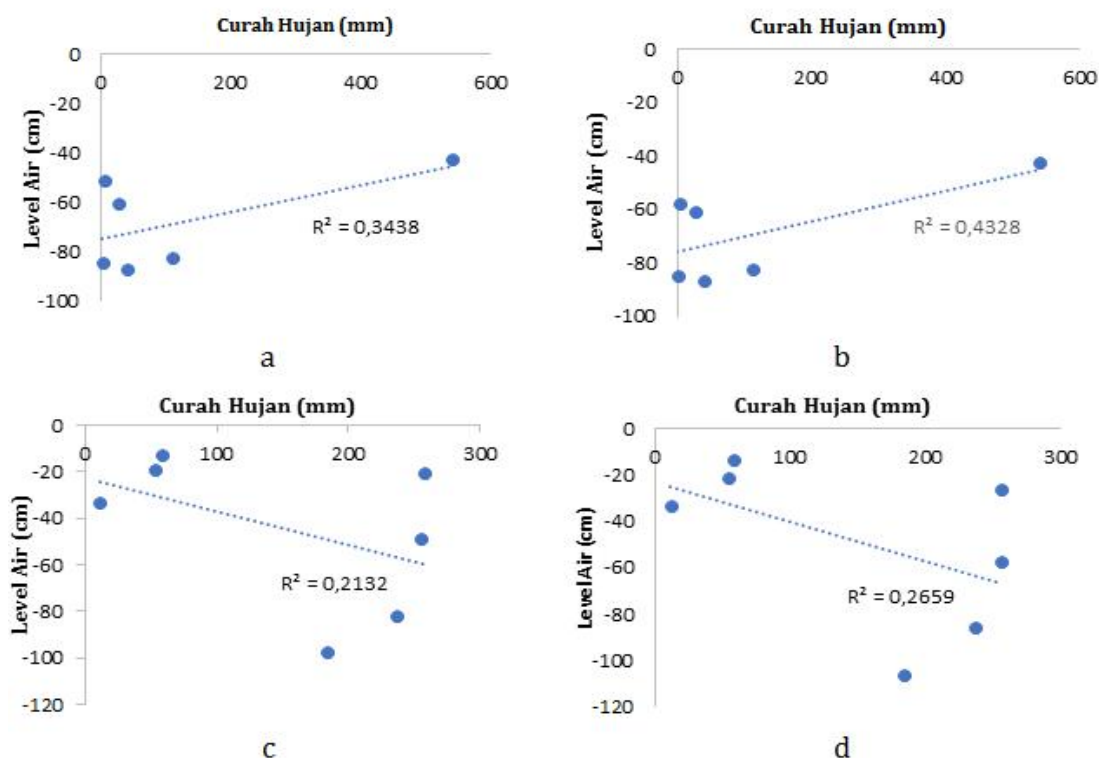 Curah Hujan (mm)
0
0 200 400 600
-20
-40
-60
-80
-100
Level Air (cm)
R² = 0,3438
a
Curah Hujan (mm)
0
0 200 400 600
-20
-40
-60
-80
-100
Level Air (cm)
R² = 0,4328
b
Curah Hujan (mm)
0
0 100 200 300
-20
-40
-60
-80
-100
-120
Level Air (cm)
R² = 0,2132
c
Curah Hujan (mm)
0
0 100 200 300
-20
-40
-60
-80
-100
-120
Level Air (cm)
R² = 0,2659
d